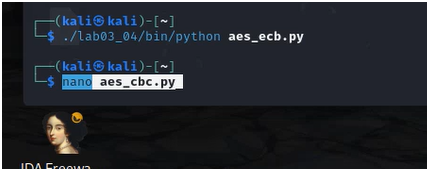 ┌──(kali㉿kali)-[~]
└─$ ./lab03_04/bin/python aes_ecb.py
┌──(kali㉿kali)-[~]
└─$ nano aes_cbc.py
IDA Freewa